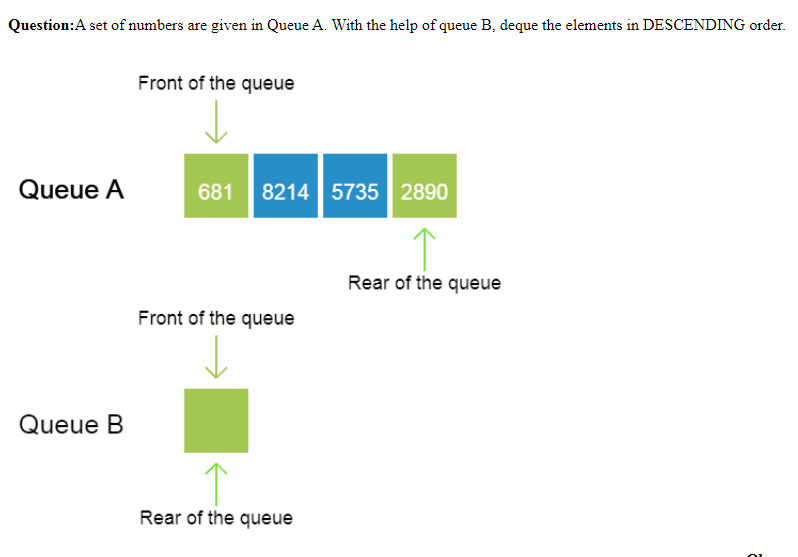 Question:A set of numbers are given in Queue A. With the help of queue B, deque the elements in DESCENDING order.
Front of the queue
Queue A
681 8214 5735 2890
Rear of the queue
Front of the queue
Queue B
Rear of the queue